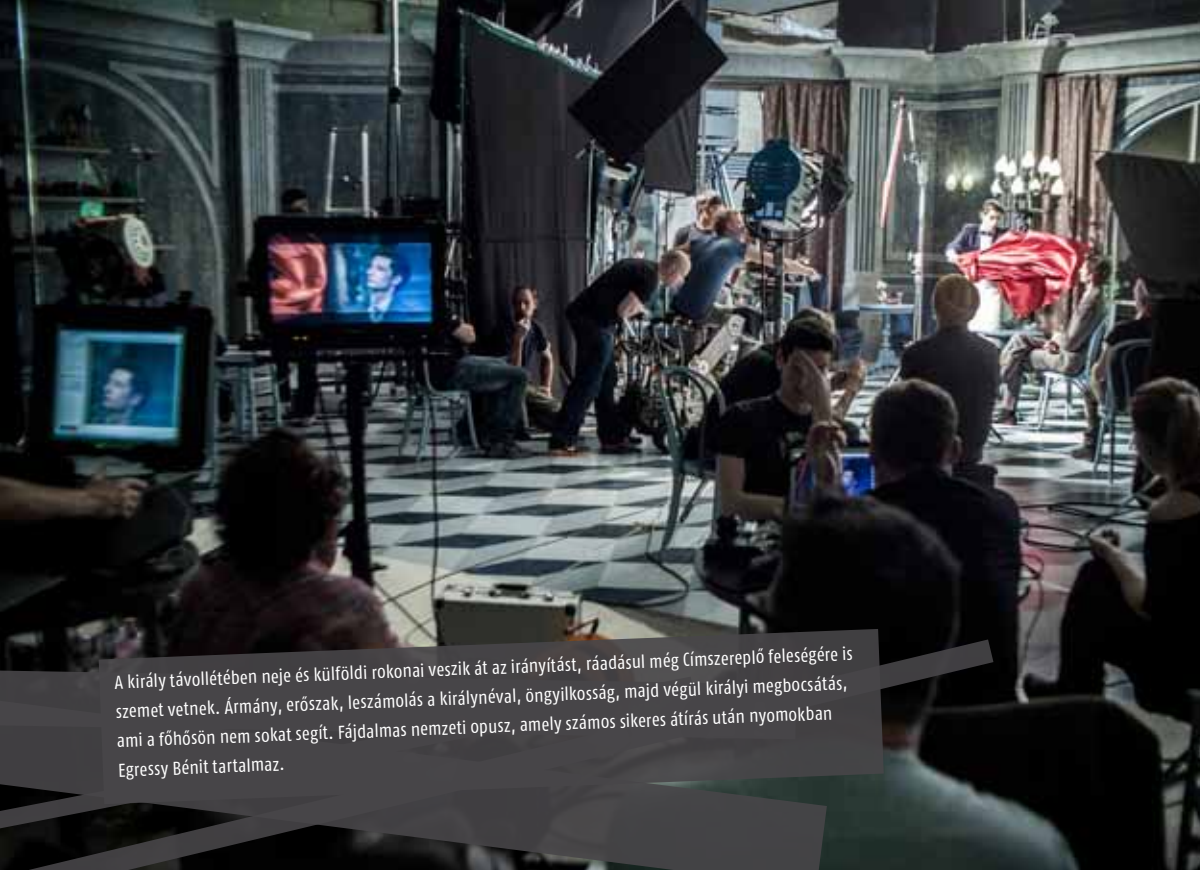 A király távollétében neje és külföldi rokonai veszik át az irányítást, ráadásul még Címszereplő feleségére is
szemet vetnek. Ármány, erőszak, leszámolás a királynéval, öngyilkosság, majd végül királyi megbocsátás,
ami a főhősön nem sokat segít. Fájdalmas nemzeti opusz, amely számos sikeres átírás után nyomokban
Egressy Bénit tartalmaz.